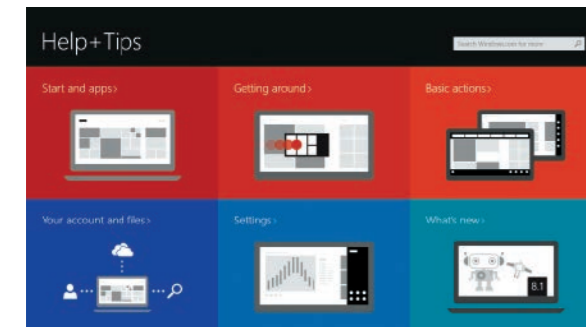 Help+Tips
Search Windows.com for more
Start and apps›
Getting around›
Basic actions›
Your account and files›
Settings ›
What's new›
8.1